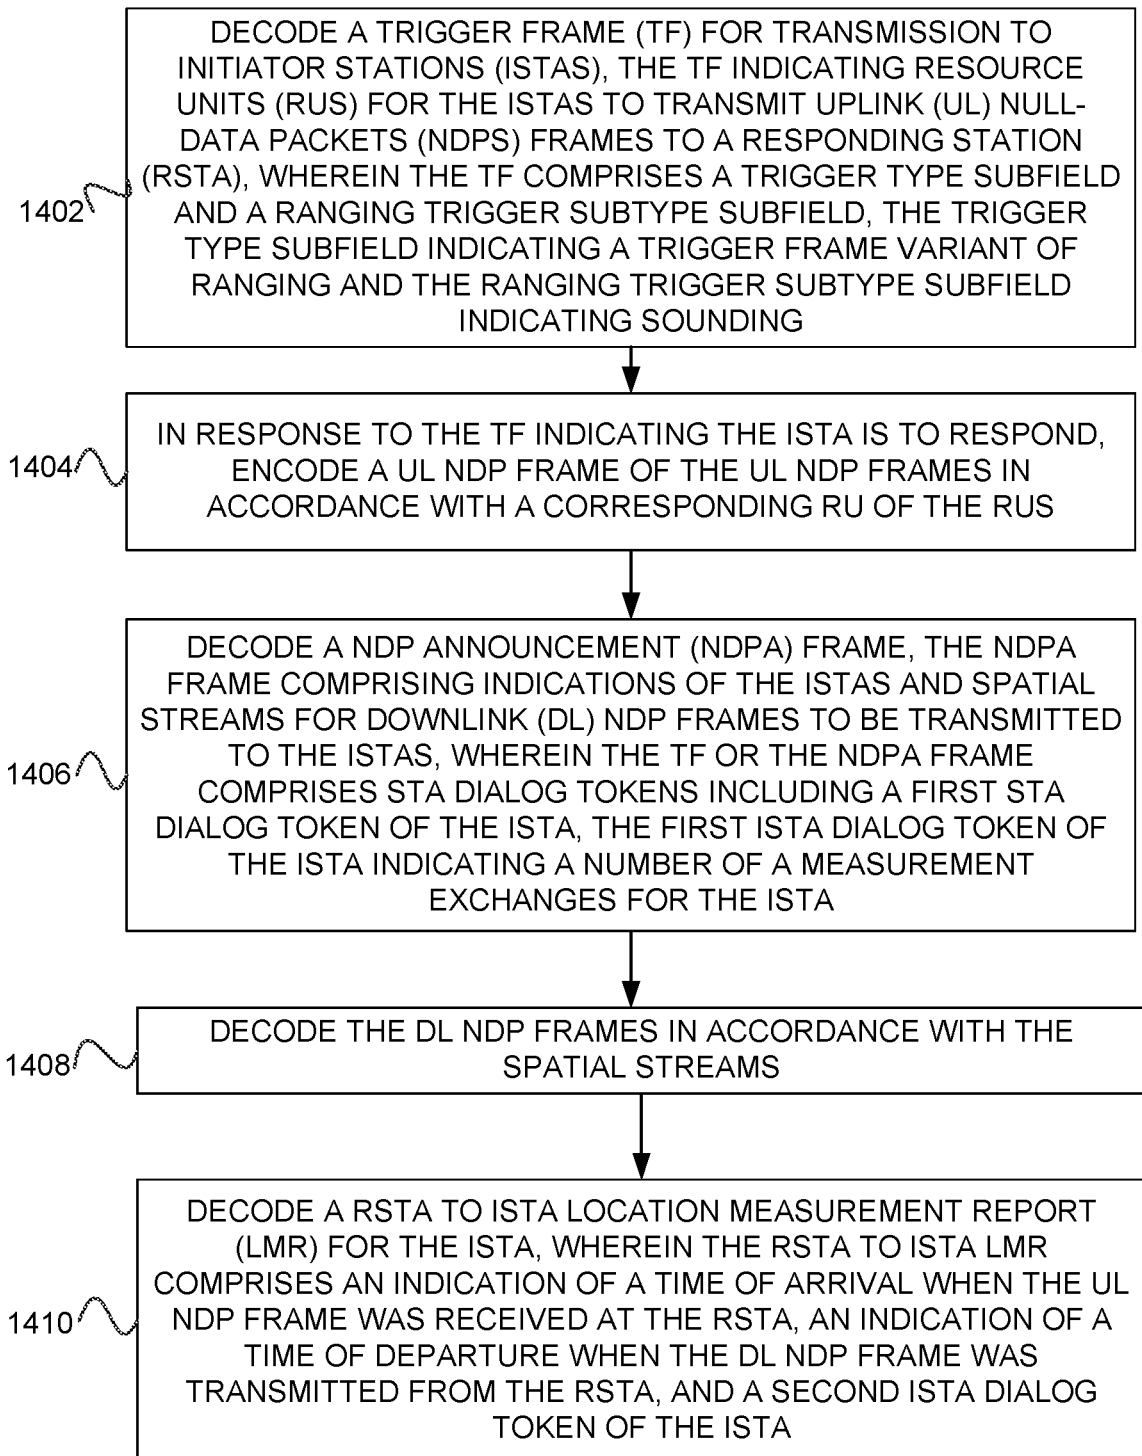 DECODE A TRIGGER FRAME (TF) FOR TRANSMISSION TO
INITIATOR STATIONS (ISTAS), THE TF INDICATING RESOURCE
UNITS (RUS) FOR THE ISTAS TO TRANSMIT UPLINK (UL) NULL-
DATA PACKETS (NDPS) FRAMES TO A RESPONDING STATION
(RSTA), WHEREIN THE TF COMPRISES A TRIGGER TYPE SUBFIELD
AND A RANGING TRIGGER SUBTYPE SUBFIELD, THE TRIGGER
TYPE SUBFIELD INDICATING A TRIGGER FRAME VARIANT OF
RANGING AND THE RANGING TRIGGER SUBTYPE SUBFIELD
INDICATING SOUNDING
1402
IN RESPONSE TO THE TF INDICATING THE ISTA IS TO RESPOND,
ENCODE A UL NDP FRAME OF THE UL NDP FRAMES IN
ACCORDANCE WITH A CORRESPONDING RU OF THE RUS
1404
DECODE A NDP ANNOUNCEMENT (NDPA) FRAME, THE NDPA
FRAME COMPRISING INDICATIONS OF THE ISTAS AND SPATIAL
STREAMS FOR DOWNLINK (DL) NDP FRAMES TO BE TRANSMITTED
TO THE ISTAS, WHEREIN THE TF OR THE NDPA FRAME
COMPRISES STA DIALOG TOKENS INCLUDING A FIRST STA
DIALOG TOKEN OF THE ISTA, THE FIRST ISTA DIALOG TOKEN OF
THE ISTA INDICATING A NUMBER OF A MEASUREMENT
EXCHANGES FOR THE ISTA
1406
DECODE THE DL NDP FRAMES IN ACCORDANCE WITH THE
SPATIAL STREAMS
1408
DECODE A RSTA TO ISTA LOCATION MEASUREMENT REPORT
(LMR) FOR THE ISTA, WHEREIN THE RSTA TO ISTA LMR
COMPRISES AN INDICATION OF A TIME OF ARRIVAL WHEN THE UL
NDP FRAME WAS RECEIVED AT THE RSTA, AN INDICATION OF A
TIME OF DEPARTURE WHEN THE DL NDP FRAME WAS
TRANSMITTED FROM THE RSTA, AND A SECOND ISTA DIALOG
TOKEN OF THE ISTA
1410